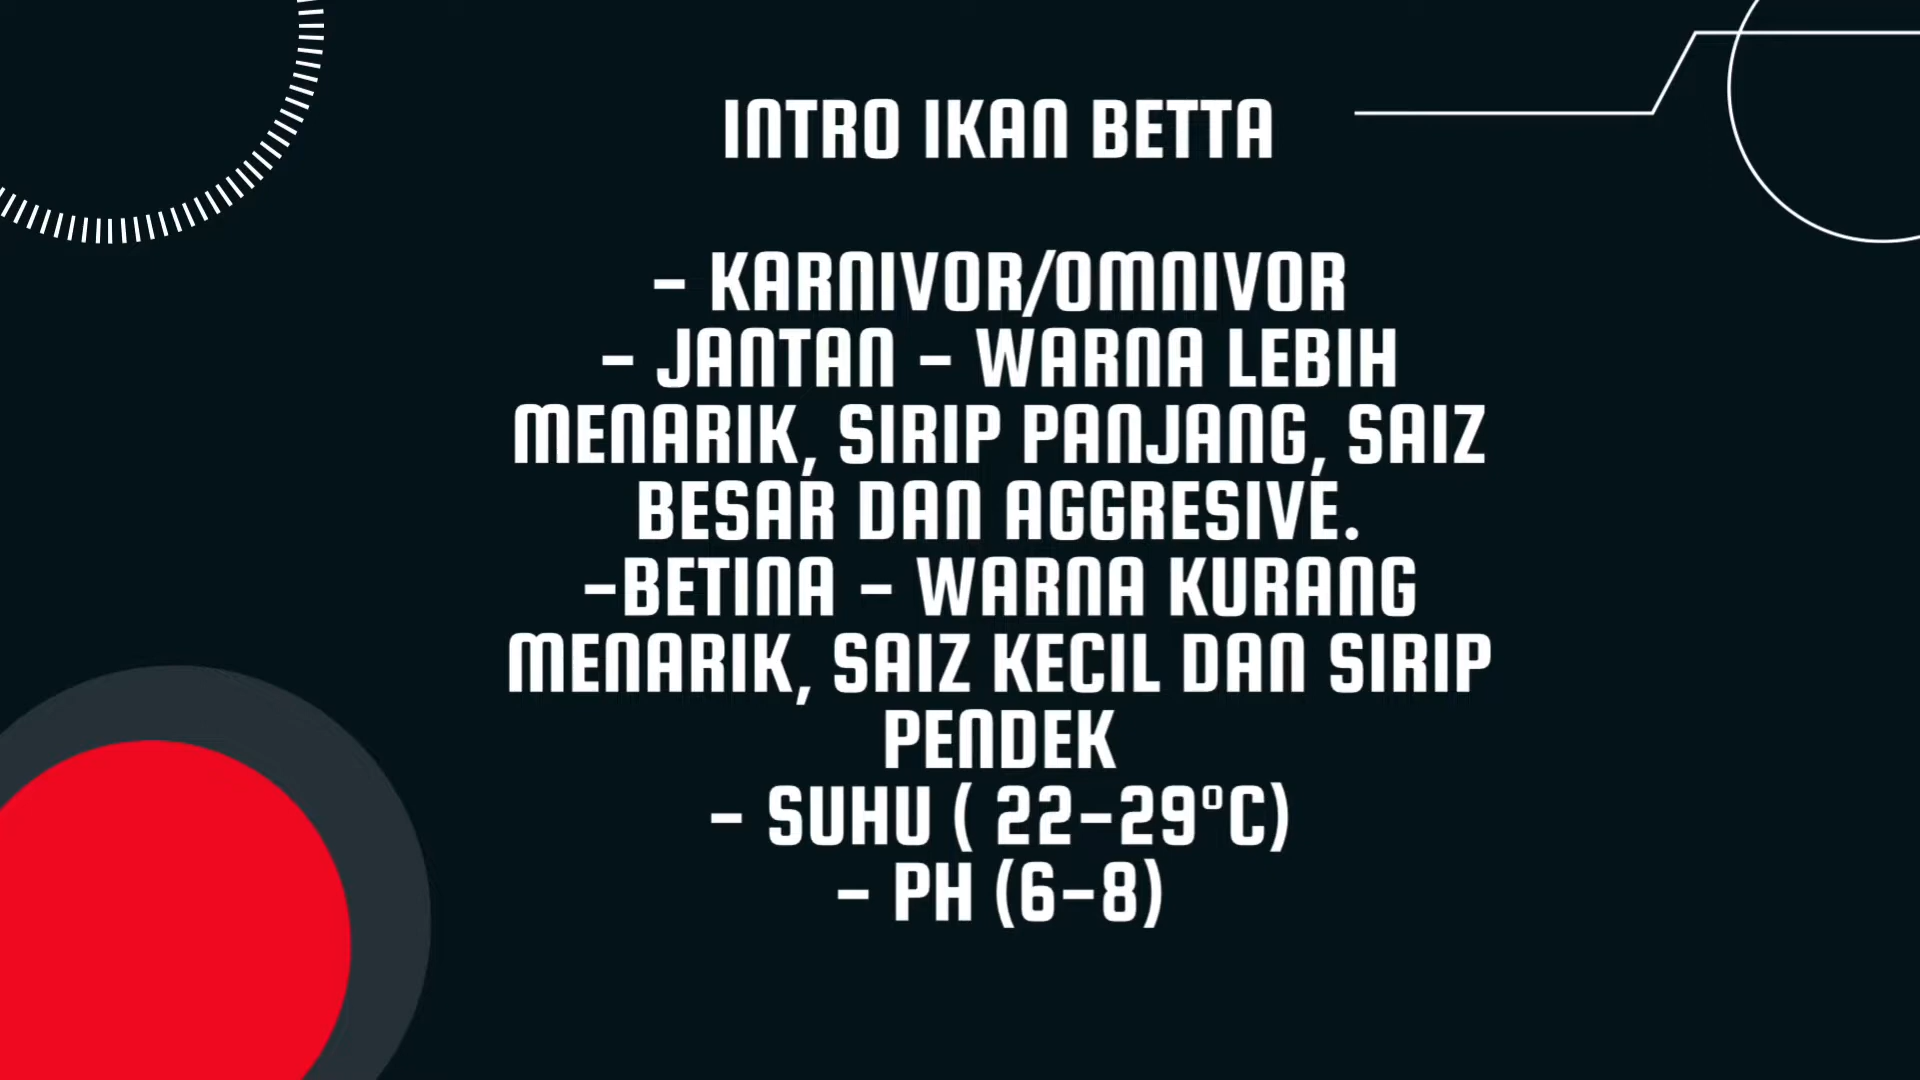 INTRO IKAN BETTA
- KARNIVOR/OMNIVOR
- JANTAN - WARNA LEBIH
MENARIK, SIRIP PANJANG, SAIZ
BESAR DAN AGGRESIVE.
-BETINA - WARNA KURANG
MENARIK, SAIZ KECIL DAN SIRIP
PENDEK
- SUHU ( 22-29°C)
- PH (6-8)